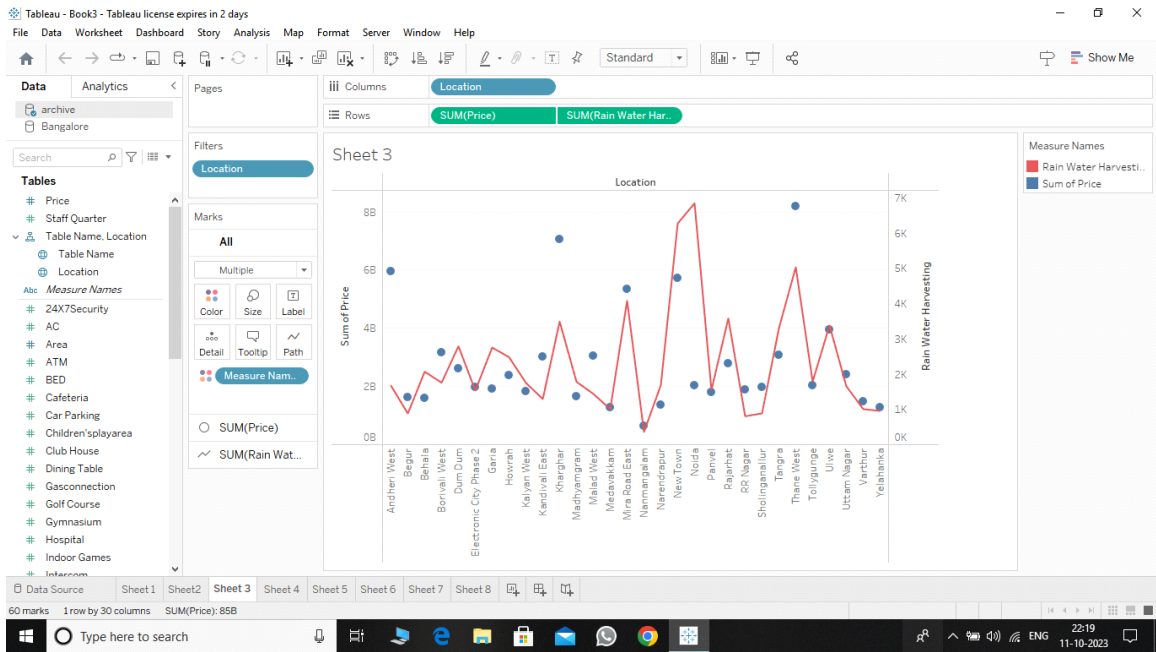 Tableau - Book3 - Tableau license expires in 2 days
File Data Worksheet Dashboard Story Analysis Map Format Server Window Help
Standard
Show Me
Data Analytics
archive
Bangalore
Search
Tables
Price
Staff Quarter
Table Name, Location
Table Name
Location
Abc Measure Names
24X7Security
AC
Area
ATM
BED
Cafeteria
Car Parking
Children'splayarea
Club House
Dining Table
Gasconnection
Golf Course
Gymnasium
Hospital
Indoor Games
Intercom
Pages
Filters
Location
Marks
All
Multiple
Color Size Label
Detail Tooltip Path
Measure Nam..
SUM(Price)
SUM(Rain Wat...
Columns Location
Rows SUM(Price) SUM(Rain Water Har..
Sheet 3
Location
8B
6B
4B
2B
0B
Sum of Price
7K
6K
5K
4K
3K
2K
1K
0K
Rain Water Harvesting
Andheri West
Begur
Behala
Borivali West
Dum Dum
Electronic City Phase 2
Garia
Howrah
Kalyan West
Kandivali East
Kharghar
Madhyamgram
Malad West
Medavakkam
Mira Road East
Nanmangalam
Narendrapur
New Town
Noida
Panvel
Rajarhat
RR Nagar
Sholinganallur
Tangra
Thane West
Tollygunge
Ulwe
Uttam Nagar
Varthur
Yelahanka
Measure Names
Rain Water Harvesti..
Sum of Price
Data Source Sheet 1 Sheet2 Sheet 3 Sheet 4 Sheet 5 Sheet 6 Sheet 7 Sheet 8
60 marks 1 row by 30 columns SUM(Price): 85B
Type here to search
ENG
22:19
11-10-2023